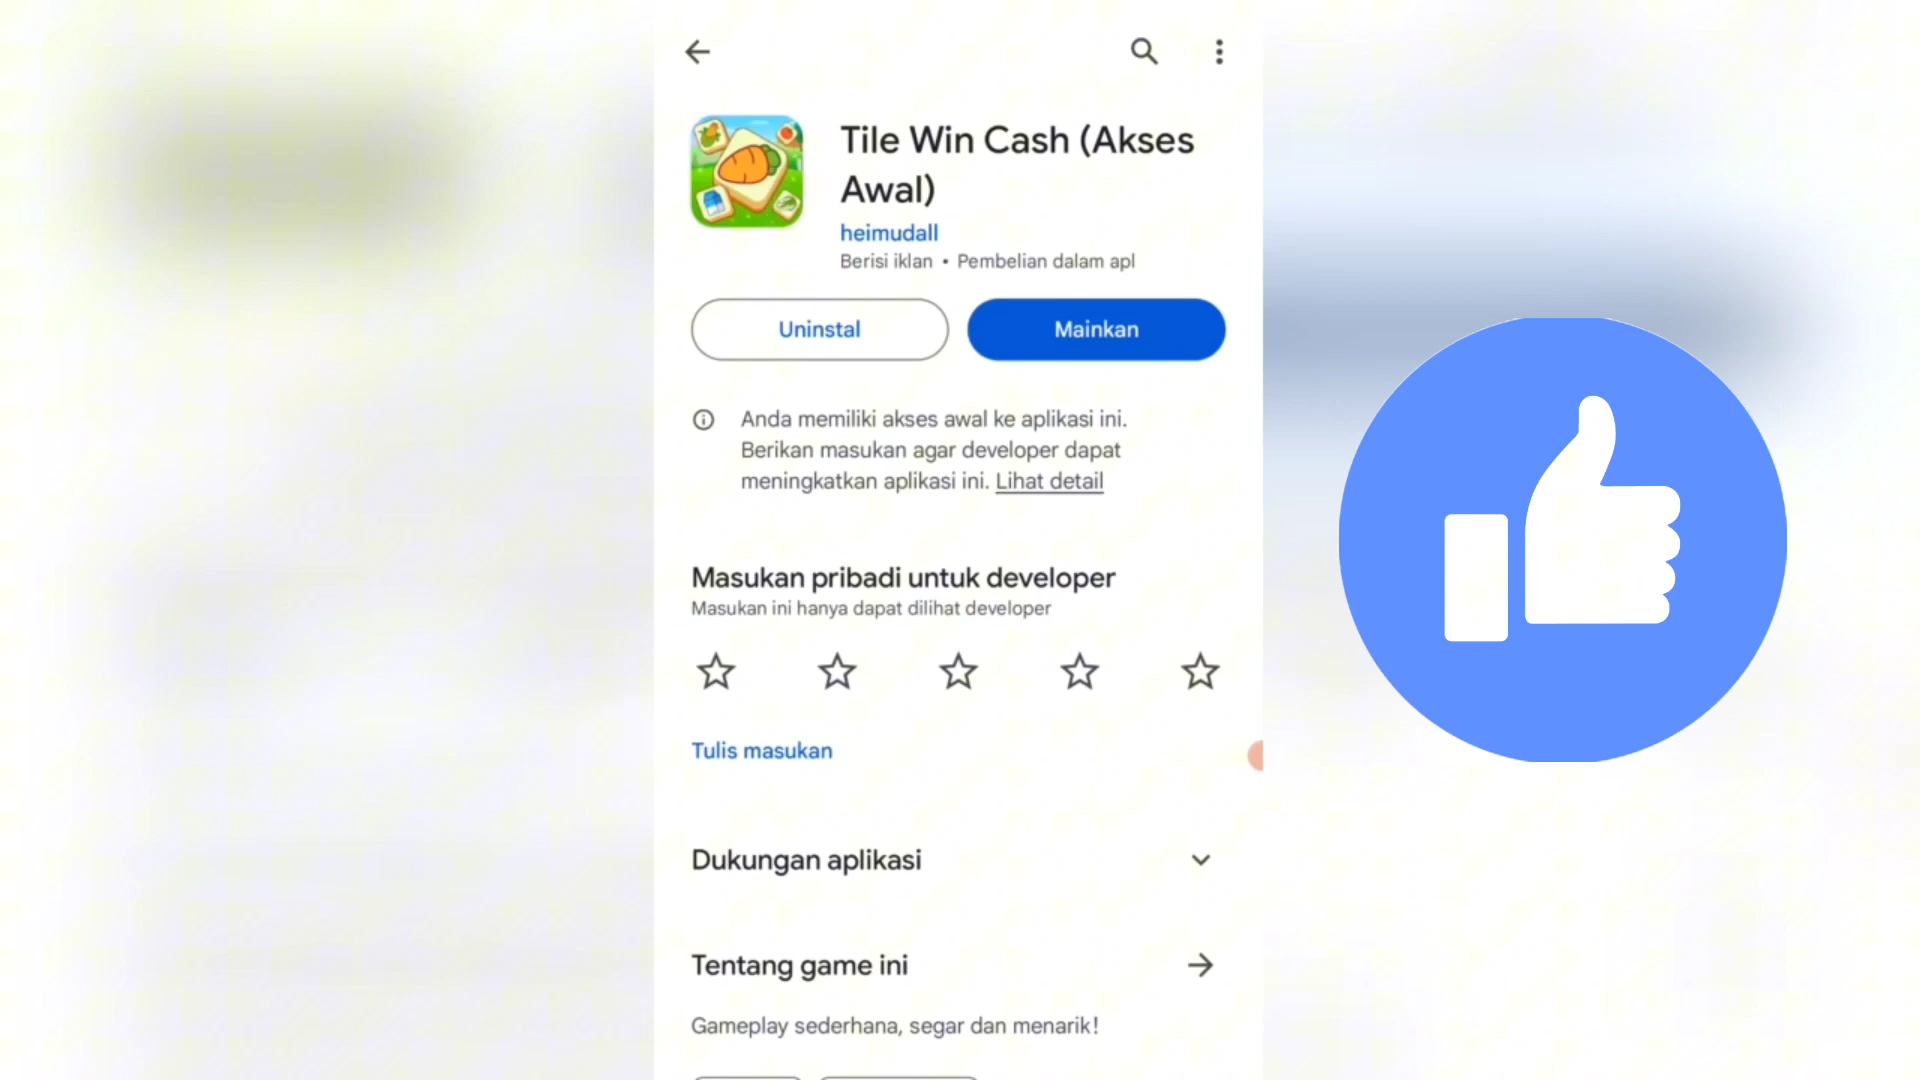 Tile Win Cash (Akses
Awal)
heimudall
Berisi iklan • Pembelian dalam apl
Uninstal
Mainkan
Anda memiliki akses awal ke aplikasi ini.
Berikan masukan agar developer dapat
meningkatkan aplikasi ini. Lihat detail
Masukan pribadi untuk developer
Masukan ini hanya dapat dilihat developer
Tulis masukan
Dukungan aplikasi
Tentang game ini
Gameplay sederhana, segar dan menarik!